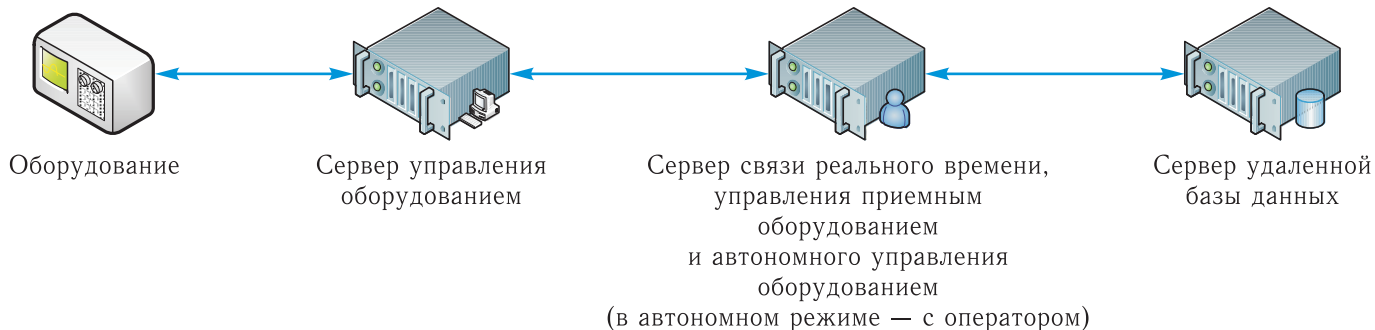 Оборудование
Сервер управления
оборудованием
Сервер связи реального времени,
управления приемным
оборудованием
и автономного управления
оборудованием
(в автономном режиме — с оператором)
Сервер удаленной
базы данных